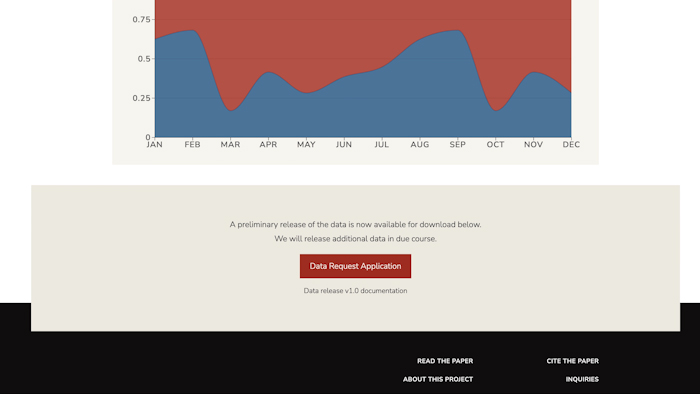 0.75
0.5
0.25
0
JAN FEB MAR APR MAY JUN JUL AUG SEP OCT NOV DEC
A preliminary release of the data is now available for download below.
We will release additional data in due course.
Data Request Application
Data release v1.0 documentation
READ THE PAPER CITE THE PAPER
ABOUT THIS PROJECT INQUIRIES